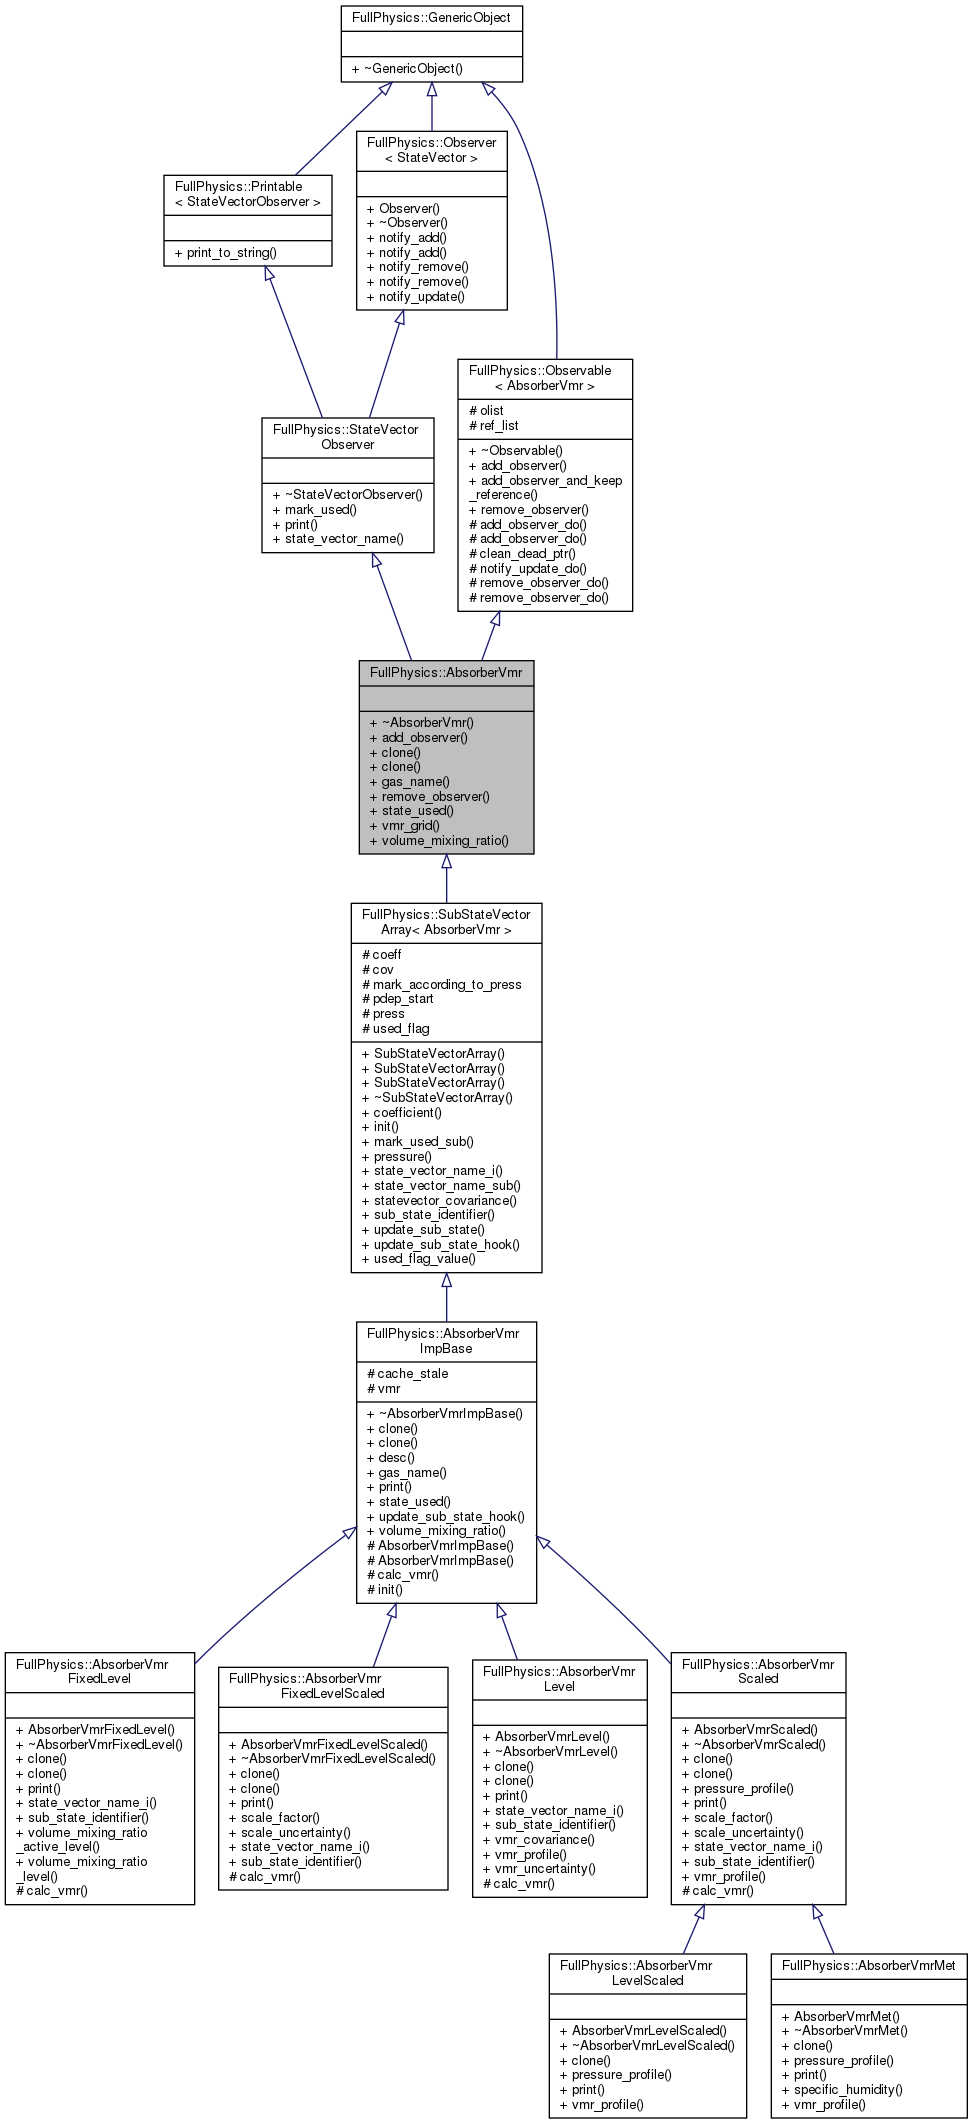 FullPhysics::GenericObject
+ ~GenericObject()
FullPhysics::Observer
< StateVector >
+ Observer()
+ ~Observer()
+ notify_add()
+ notify_add()
+ notify_remove()
+ notify_remove()
+ notify_update()
FullPhysics::Printable
< StateVectorObserver >
+ print_to_string()
FullPhysics::Observable
< AbsorberVmr >
# olist
# ref_list
+ ~Observable()
+ add_observer()
+ add_observer_and_keep
_reference()
+ remove_observer()
# add_observer_do()
# add_observer_do()
# clean_dead_ptr()
# notify_update_do()
# remove_observer_do()
# remove_observer_do()
FullPhysics::StateVector
Observer
+ ~StateVectorObserver()
+ mark_used()
+ print()
+ state_vector_name()
FullPhysics::AbsorberVmr
+ ~AbsorberVmr()
+ add_observer()
+ clone()
+ clone()
+ gas_name()
+ remove_observer()
+ state_used()
+ vmr_grid()
+ volume_mixing_ratio()
FullPhysics::SubStateVector
Array< AbsorberVmr >
# coeff
# cov
# mark_according_to_press
# pdep_start
# press
# used_flag
+ SubStateVectorArray()
+ SubStateVectorArray()
+ SubStateVectorArray()
+ ~SubStateVectorArray()
+ coefficient()
+ init()
+ mark_used_sub()
+ pressure()
+ state_vector_name_i()
+ state_vector_name_sub()
+ statevector_covariance()
+ sub_state_identifier()
+ update_sub_state()
+ update_sub_state_hook()
+ used_flag_value()
FullPhysics::AbsorberVmr
ImpBase
# cache_stale
# vmr
+ ~AbsorberVmrImpBase()
+ clone()
+ clone()
+ desc()
+ gas_name()
+ print()
+ state_used()
+ update_sub_state_hook()
+ volume_mixing_ratio()
# AbsorberVmrImpBase()
# AbsorberVmrImpBase()
# calc_vmr()
# init()
FullPhysics::AbsorberVmr
FixedLevel
+ AbsorberVmrFixedLevel()
+ ~AbsorberVmrFixedLevel()
+ clone()
+ clone()
+ print()
+ state_vector_name_i()
+ sub_state_identifier()
+ volume_mixing_ratio
_active_level()
+ volume_mixing_ratio
_level()
# calc_vmr()
FullPhysics::AbsorberVmr
FixedLevelScaled
+ AbsorberVmrFixedLevelScaled()
+ ~AbsorberVmrFixedLevelScaled()
+ clone()
+ clone()
+ print()
+ scale_factor()
+ scale_uncertainty()
+ state_vector_name_i()
+ sub_state_identifier()
# calc_vmr()
FullPhysics::AbsorberVmr
Level
+ AbsorberVmrLevel()
+ ~AbsorberVmrLevel()
+ clone()
+ clone()
+ print()
+ state_vector_name_i()
+ sub_state_identifier()
+ vmr_covariance()
+ vmr_profile()
+ vmr_uncertainty()
# calc_vmr()
FullPhysics::AbsorberVmr
Scaled
+ AbsorberVmrScaled()
+ ~AbsorberVmrScaled()
+ clone()
+ clone()
+ pressure_profile()
+ print()
+ scale_factor()
+ scale_uncertainty()
+ state_vector_name_i()
+ sub_state_identifier()
+ vmr_profile()
# calc_vmr()
FullPhysics::AbsorberVmr
LevelScaled
+ AbsorberVmrLevelScaled()
+ ~AbsorberVmrLevelScaled()
+ clone()
+ pressure_profile()
+ print()
+ vmr_profile()
FullPhysics::AbsorberVmrMet
+ AbsorberVmrMet()
+ ~AbsorberVmrMet()
+ clone()
+ pressure_profile()
+ print()
+ specific_humidity()
+ vmr_profile()